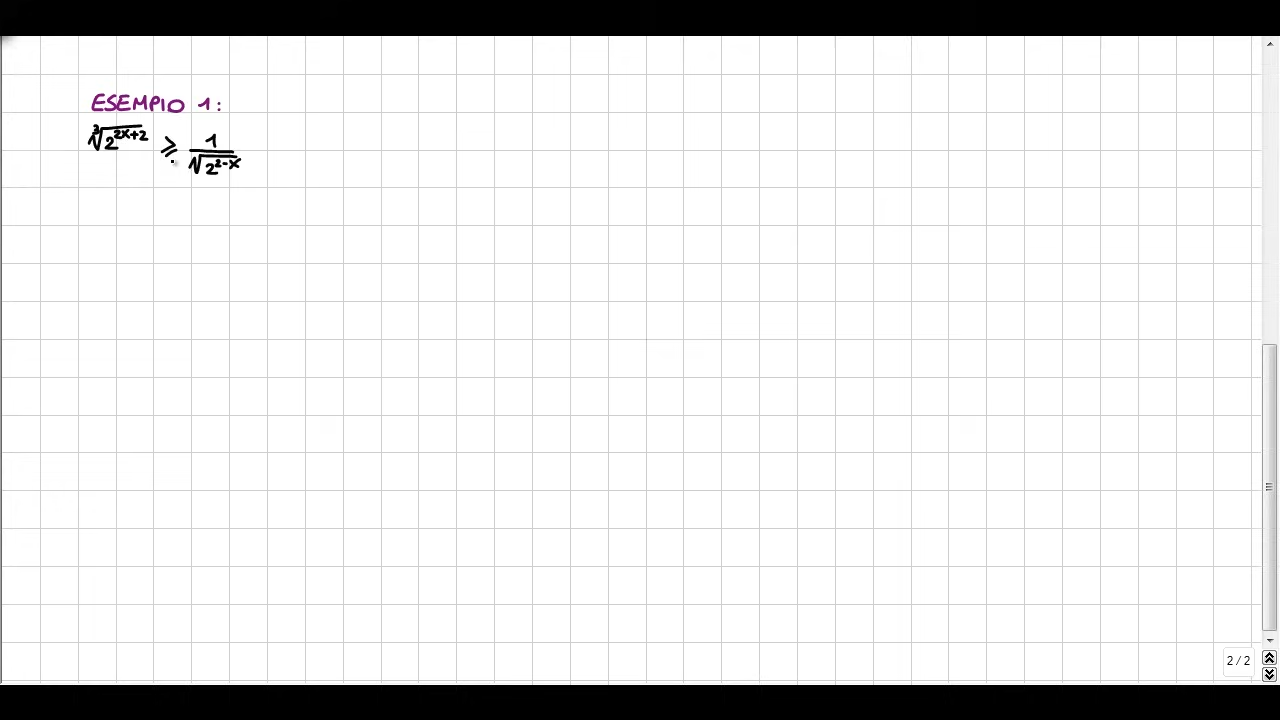 ESEMPIO 1:
∛(2^(2x+2)) ⩾ 1/√(2^(2-x))
2 / 2